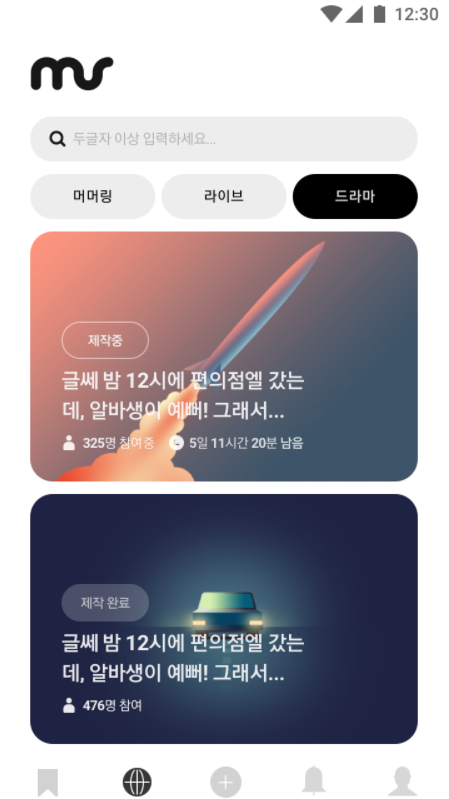 12:30
mr
두글자 이상 입력하세요...
머머링
라이브
드라마
제작중
글쎄 밤 12시에 편의점엘 갔는
데, 알바생이 예뻐! 그래서...
325명 참여중 5일 11시간 20분 남음
제작 완료
글쎄 밤 12시에 편의점엘 갔는
데, 알바생이 예뻐! 그래서...
476명 참여